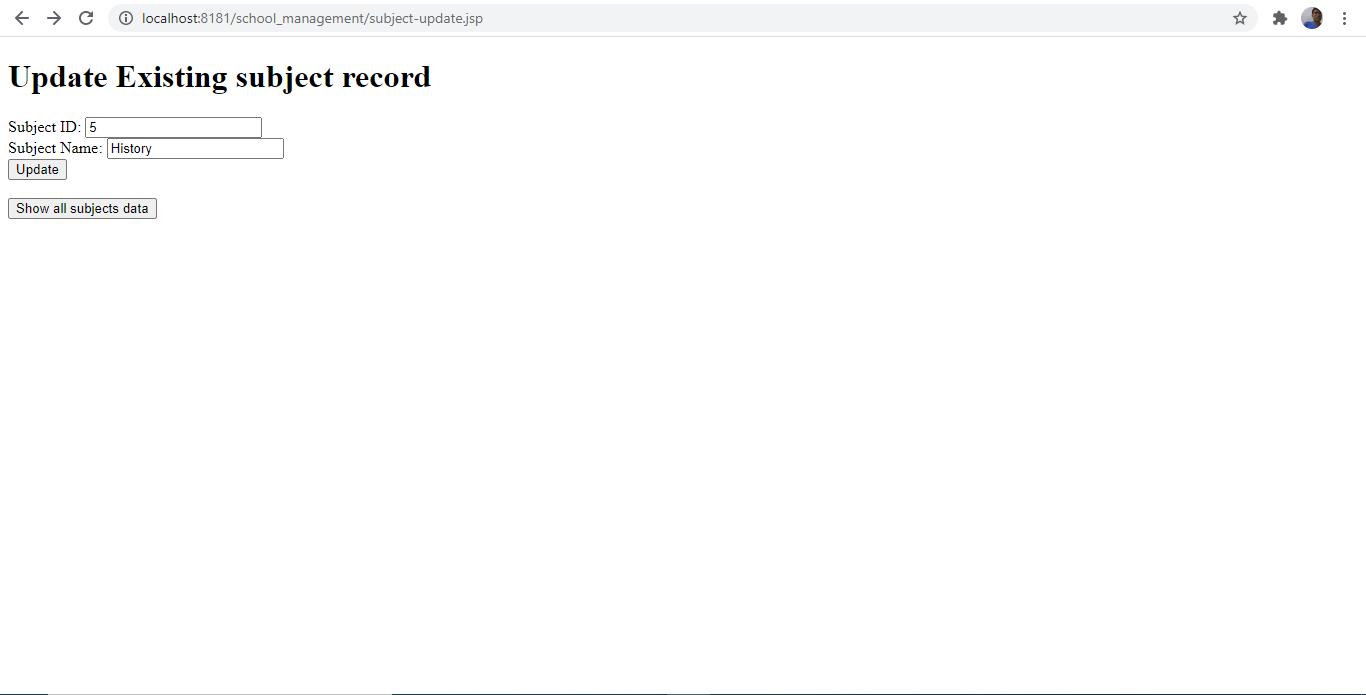 localhost:8181/school_management/subject-update.jsp
Update Existing subject record
Subject ID: 5
Subject Name: History
Update
Show all subjects data